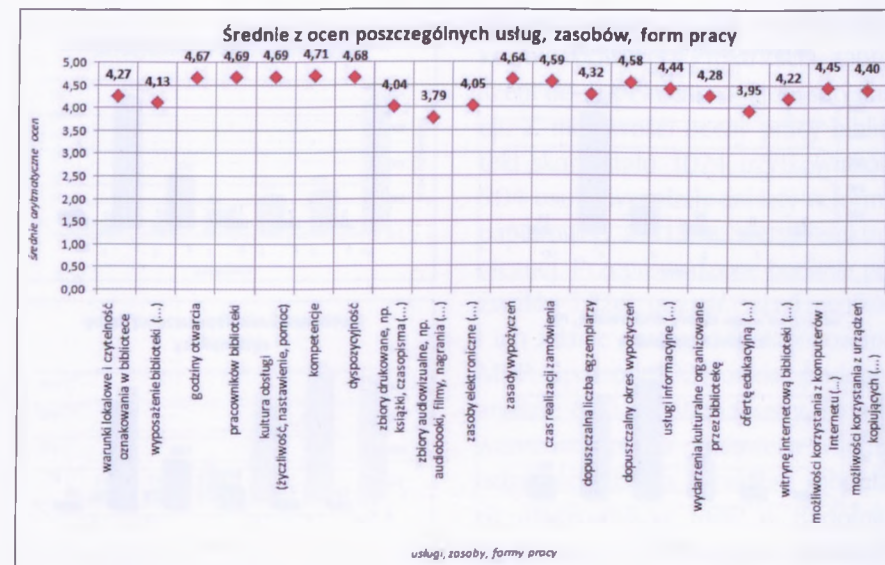 Średnie z ocen poszczególnych usług, zasobów, form pracy
5,00
4,50
4,00
3,50
3,00
2,50
2,00
1,50
1,00
0,50
0,00
średnie arytmatyczne ocen
4,27
4,13
4,67
4,69
4,69
4,71
4,68
4,04
3,79
4,05
4,64
4,59
4,32
4,58
4,44
4,28
3,95
4,22
4,45
4,40
warunki lokalowe i czytelność
oznakowania w bibliotece
wyposażenie biblioteki (...)
godziny otwarcia
pracowników biblioteki
kultura obsługi
(życzliwość, nastawienie, pomoc)
kompetencje
dyspozycyjność
zbiory drukowane, np.
książki, czasopisma (...)
zbiory audiowizualne, np.
audobooki, filmy, nagrania (...)
zasoby elektroniczne (...)
zasady wypożyczeń
czas realizacji zamówienia
dopuszczalna liczba egzemplarzy
dopuszczalny okres wypożyczeń
usługi informacyjne (...)
wydarzenia kulturalne organizowane
przez bibliotekę
ofertę edukacyjną (...)
witrynę internetową biblioteki (...)
możliwości korzystania z komputerów i
Internetu (...)
możliwości korzystania z urządzeń
kopiujących (...)
usługi, zasoby, formy pracy